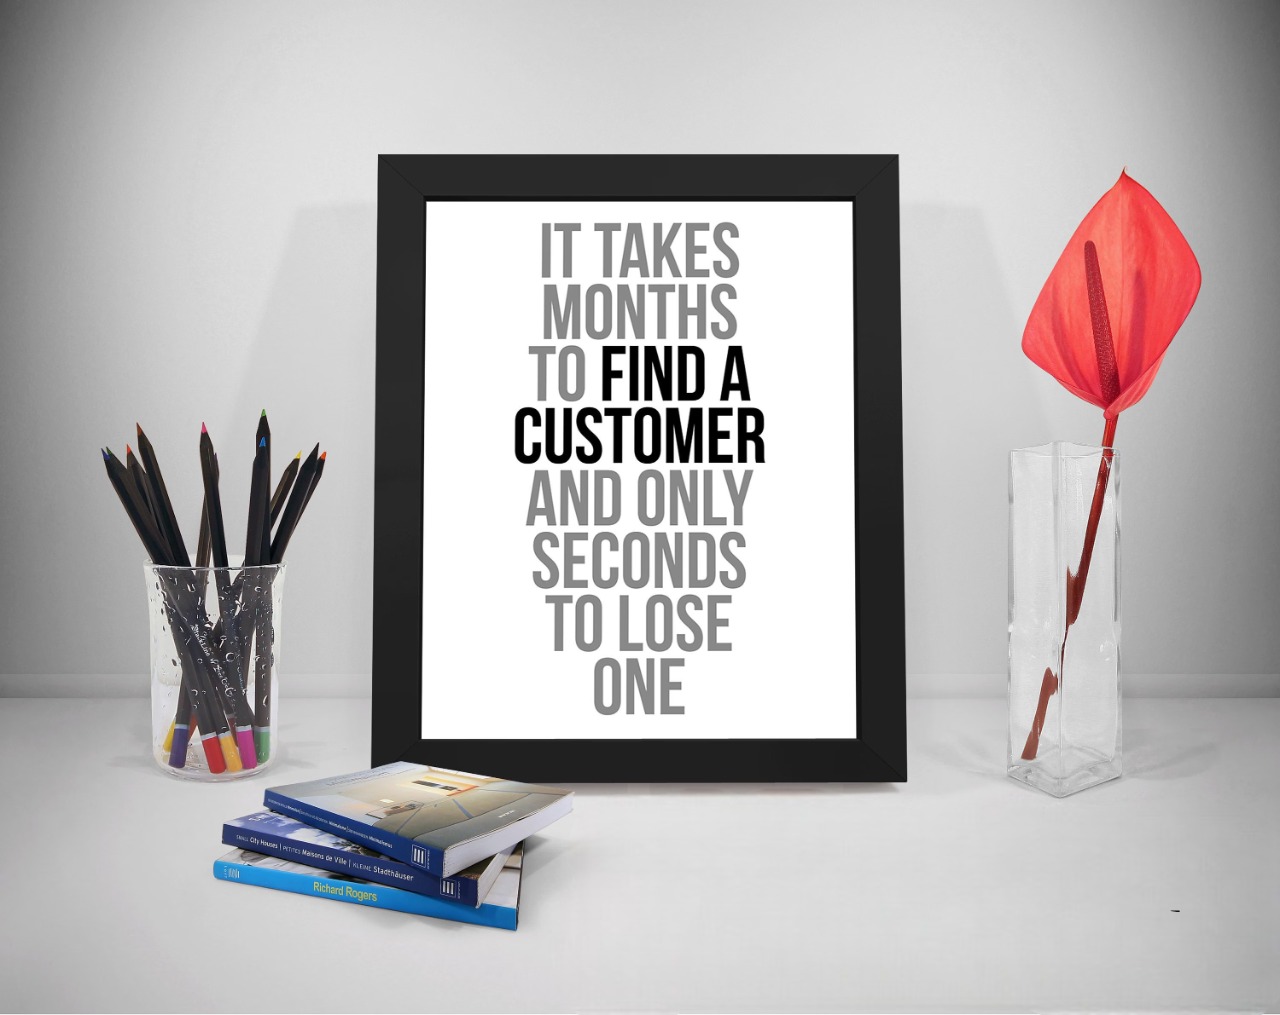 IT TAKES
MONTHS
TO FIND A
CUSTOMER
AND ONLY
SECONDS
TO LOSE
ONE
SMALL City Houses | PETITES Maisons de Ville | KLEINE Stadthäuser
Richard Rogers